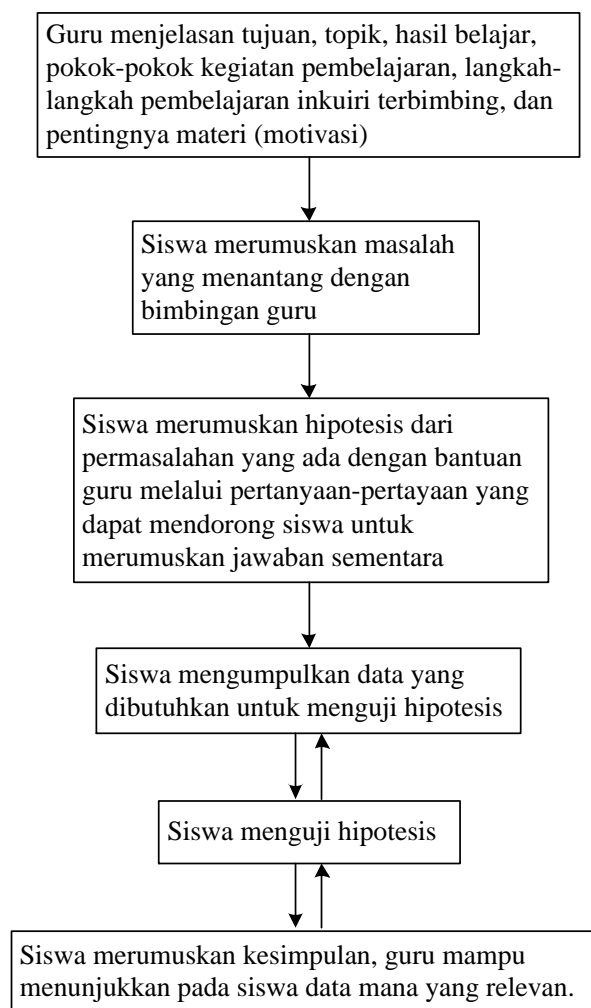 Guru menjelasan tujuan, topik, hasil belajar,
pokok-pokok kegiatan pembelajaran, langkah-
langkah pembelajaran inkuiri terbimbing, dan
pentingnya materi (motivasi)
Siswa merumuskan masalah
yang menantang dengan
bimbingan guru
Siswa merumuskan hipotesis dari
permasalahan yang ada dengan bantuan
guru melalui pertanyaan-pertayaan yang
dapat mendorong siswa untuk
merumuskan jawaban sementara
Siswa mengumpulkan data yang
dibutuhkan untuk menguji hipotesis
Siswa menguji hipotesis
Siswa merumuskan kesimpulan, guru mampu
menunjukkan pada siswa data mana yang relevan.